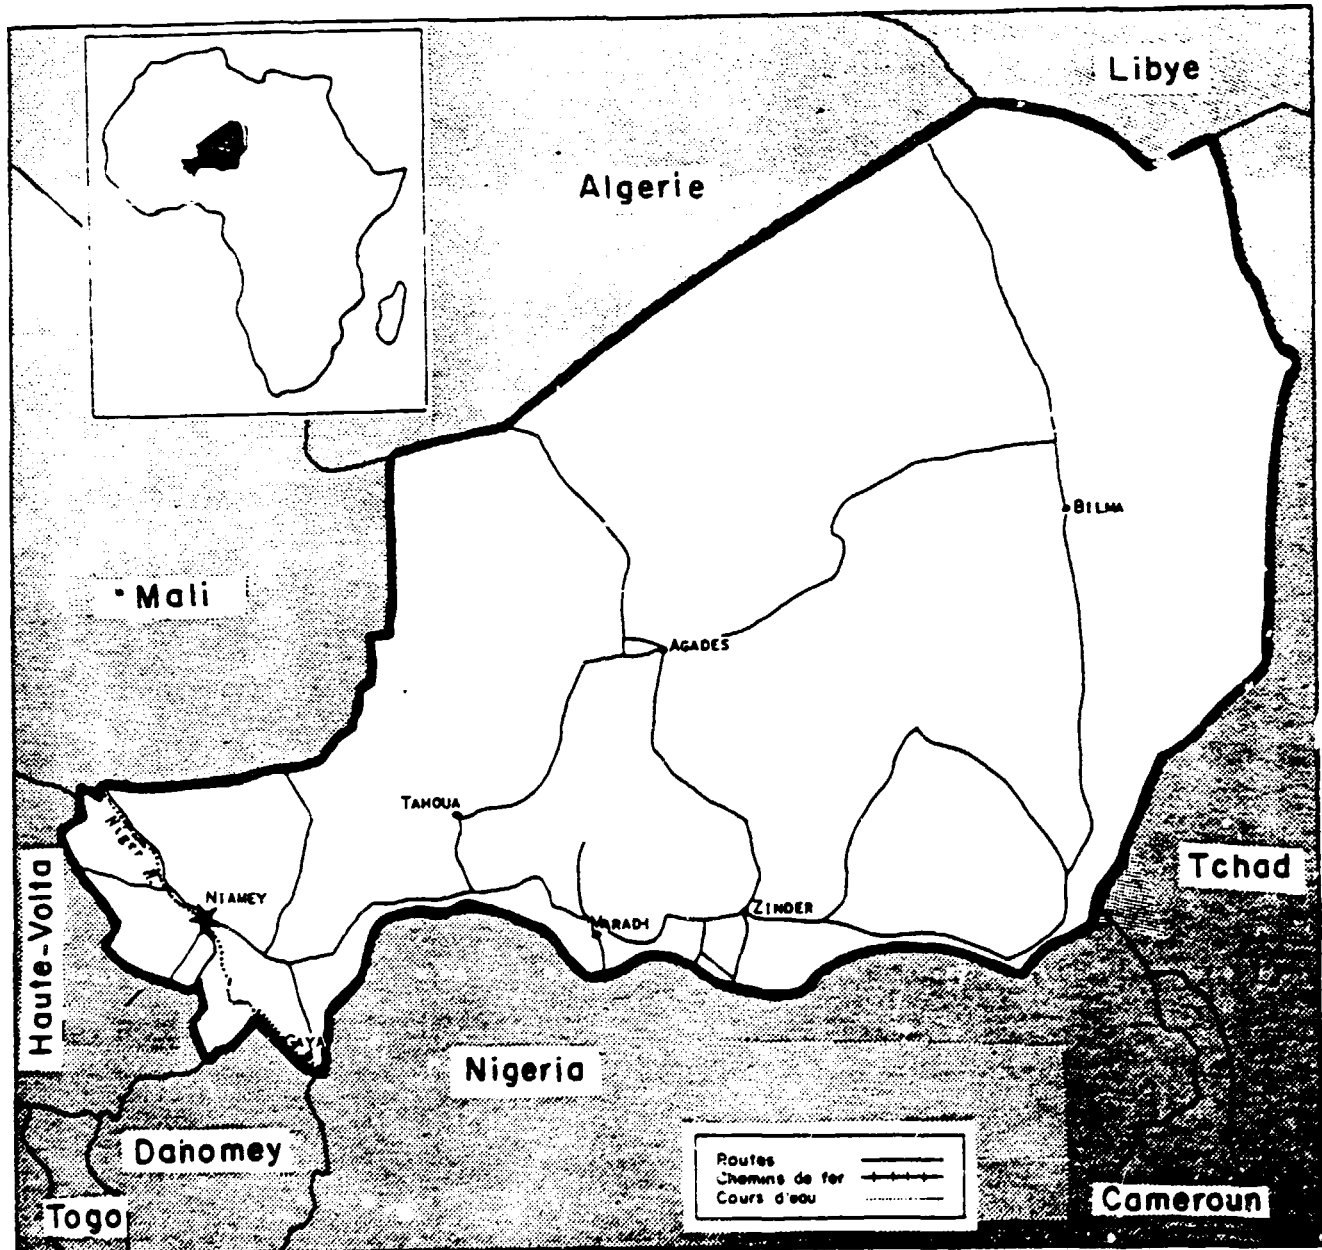 Libye
Algerie
Mali
BILMA
AGADES
TAHOUA
Niger R.
NIAMEY
ZINDER
MARADI
Tchad
Haute-Volta
GAYA
Nigeria
Dahomey
Togo
Cameroun
Routes
Chemins de fer
Cours d'eau